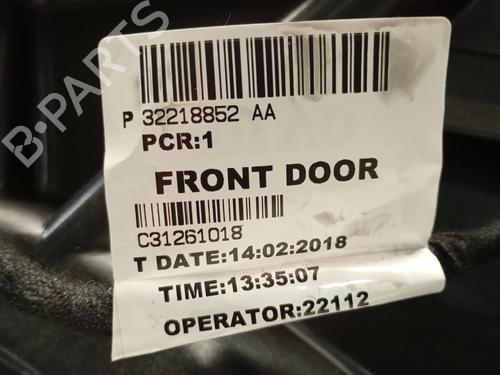 B-PARTS
P 32218852 AA
PCR:1
FRONT DOOR
C31261018
T DATE:14:02:2018
TIME:13:35:07
OPERATOR:22112